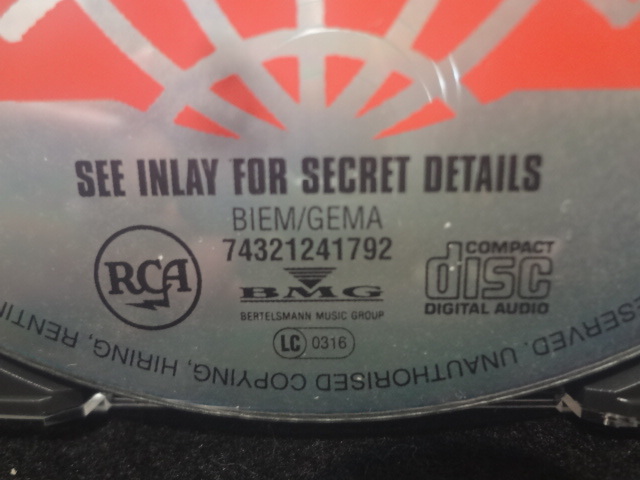 SEE INLAY FOR SECRET DETAILS
BIEM/GEMA
74321241792
RCA
BMG
BERTELSMANN MUSIC GROUP
LC 0316
COMPACT
disc
DIGITAL AUDIO
SERVED. UNAUTHORISED COPYING, HIRING, RENTIN